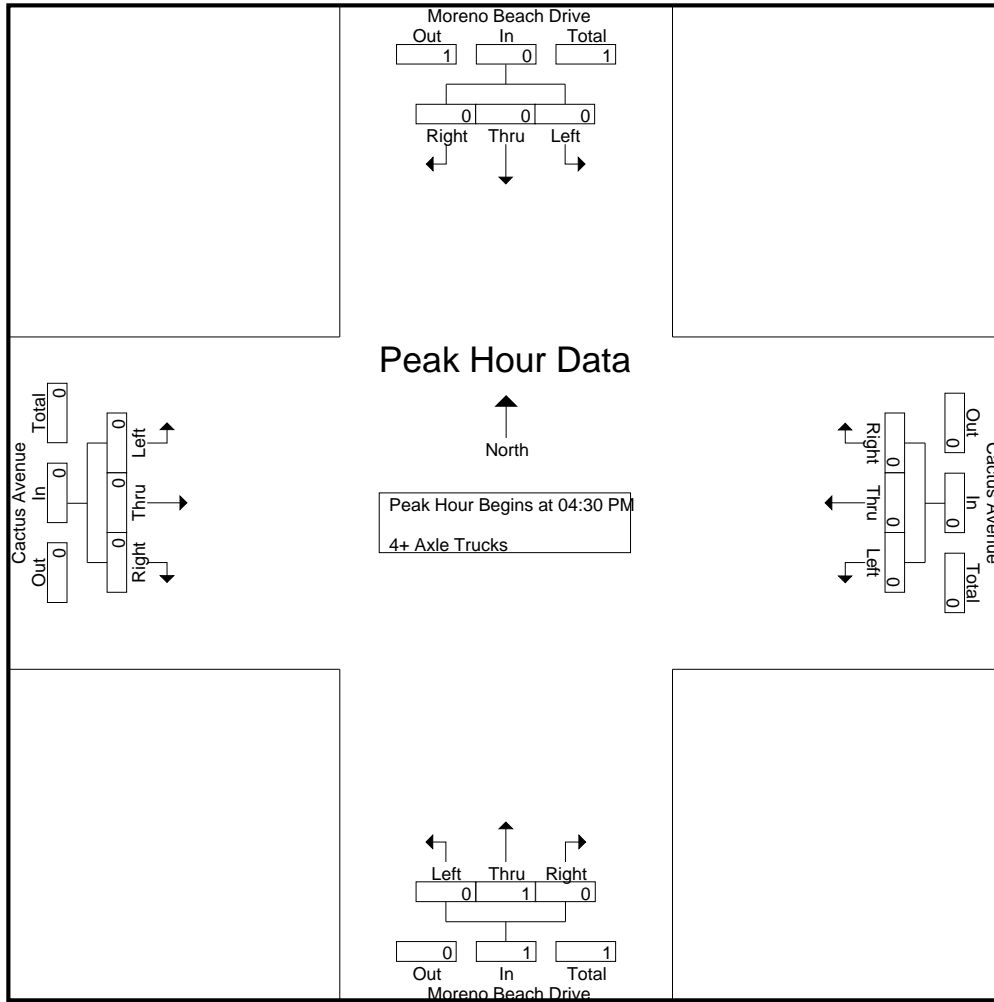 Moreno Beach Drive
Out In Total
1 0 1
0 0 0
Right Thru Left
Peak Hour Data
North
Peak Hour Begins at 04:30 PM
4+ Axle Trucks
Cactus Avenue
Total In Out
0 0 0
0 0 0
Left Thru Right
Right Thru Left
0 0 0
0 0 0
Out In Total
Cactus Avenue
Left Thru Right
0 1 0
0 1 1
Out In Total
Moreno Beach Drive